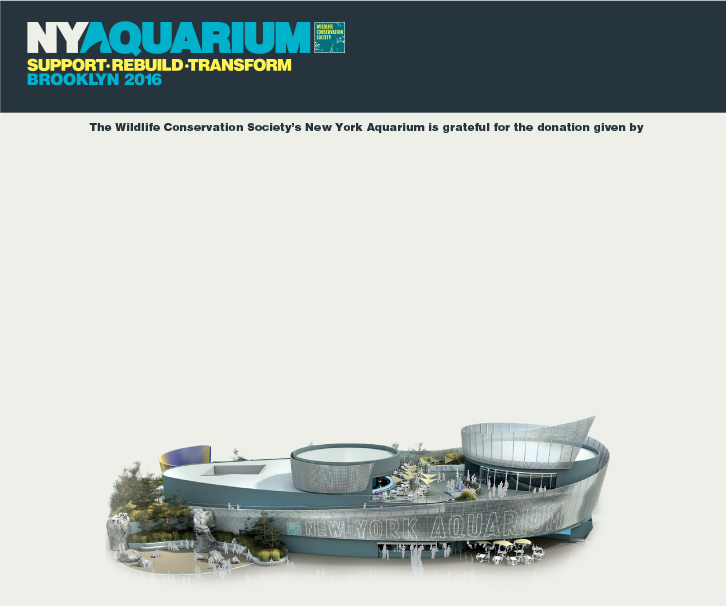 NYAQUARIUM
WILDLIFE
CONSERVATION
SOCIETY
SUPPORT·REBUILD·TRANSFORM
BROOKLYN 2016
The Wildlife Conservation Society's New York Aquarium is grateful for the donation given by
NEW YORK AQUARIUM